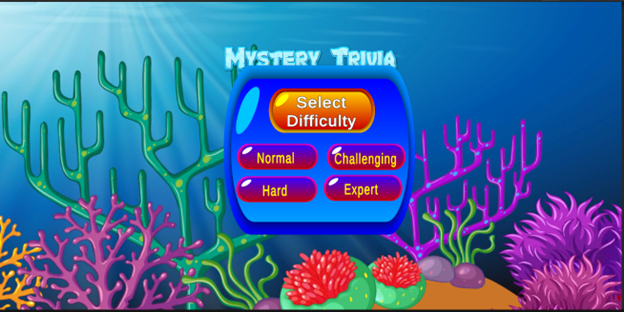 Mystery Trivia
Select
Difficulty
Normal
Challenging
Hard
Expert